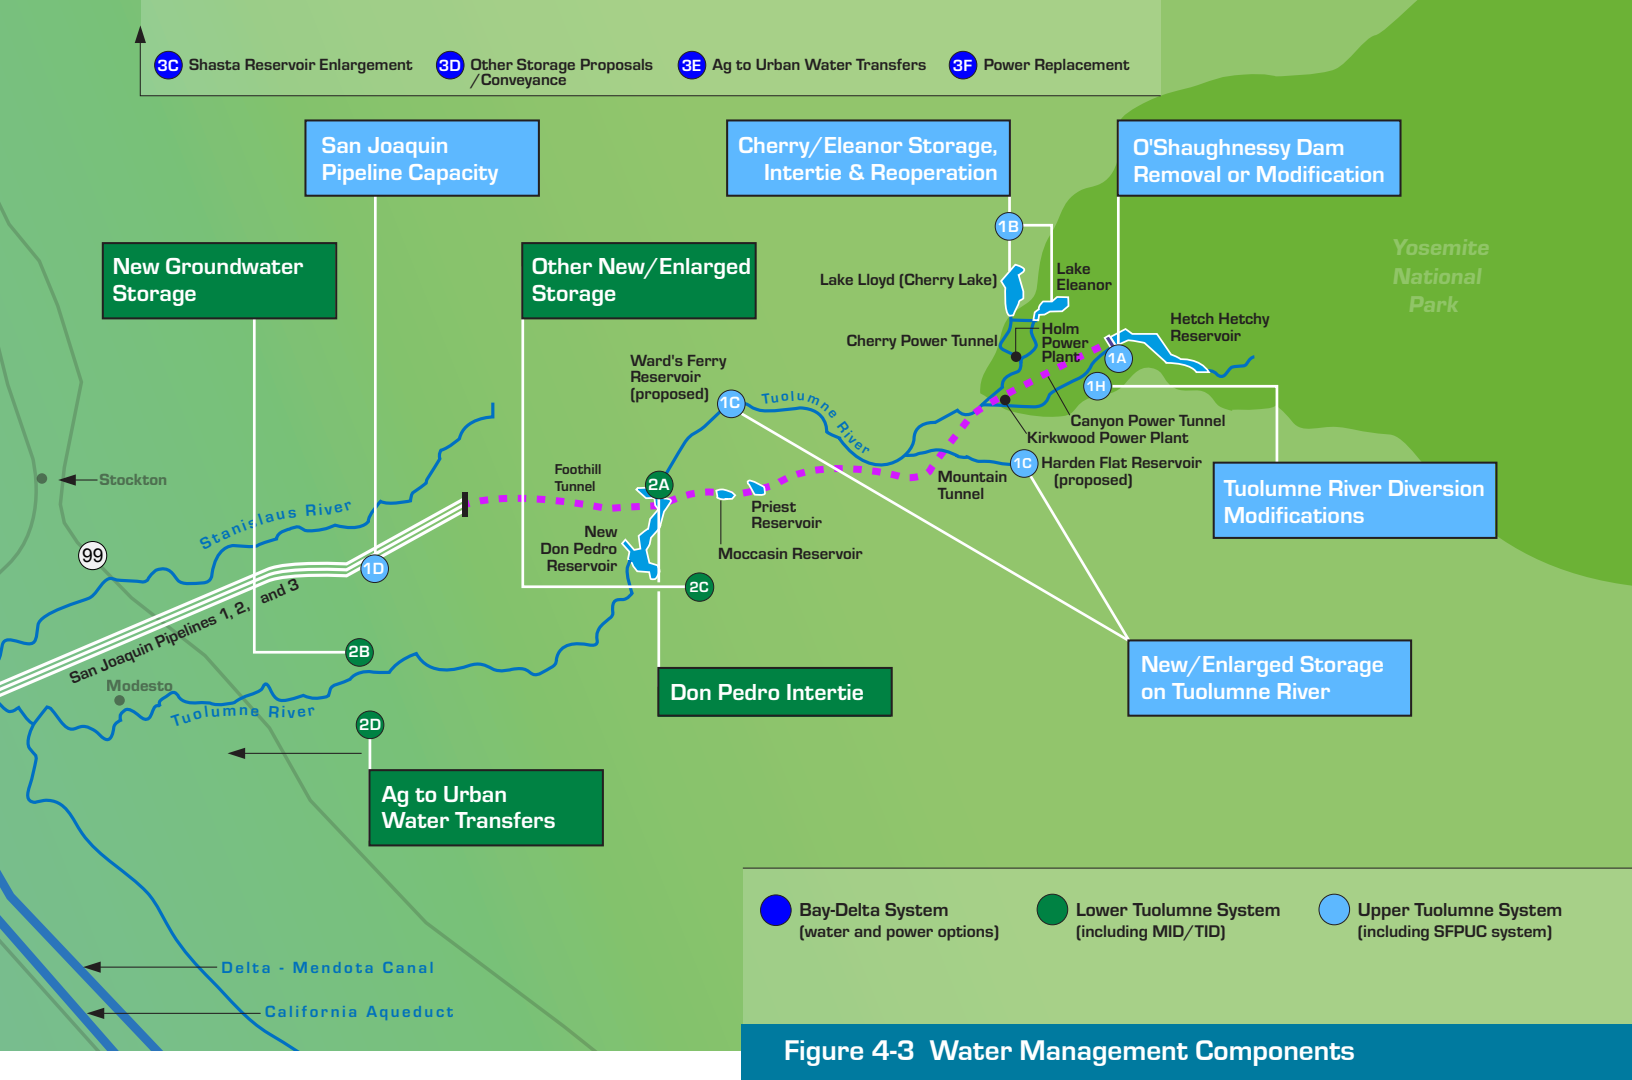 3C Shasta Reservoir Enlargement
3D Other Storage Proposals
/Conveyance
3E Ag to Urban Water Transfers
3F Power Replacement
San Joaquin
Pipeline Capacity
Cherry/Eleanor Storage,
Intertie & Reoperation
O'Shaughnessy Dam
Removal or Modification
New Groundwater
Storage
Other New/Enlarged
Storage
1B
Yosemite
National
Park
Lake Lloyd (Cherry Lake)
Lake
Eleanor
Cherry Power Tunnel
Holm
Power
Plant
Hetch Hetchy
Reservoir
1A
1H
Ward's Ferry
Reservoir
(proposed)
1C
Tuolumne River
Canyon Power Tunnel
Kirkwood Power Plant
1C
Harden Flat Reservoir
(proposed)
Mountain
Tunnel
Foothill
Tunnel
2A
Priest
Reservoir
Moccasin Reservoir
New
Don Pedro
Reservoir
2C
Stockton
Stanislaus River
99
1D
San Joaquin Pipelines 1, 2, and 3
2B
Modesto
Tuolumne River
2D
Tuolumne River Diversion
Modifications
New/Enlarged Storage
on Tuolumne River
Don Pedro Intertie
Ag to Urban
Water Transfers
Delta - Mendota Canal
California Aqueduct
Bay-Delta System
(water and power options)
Lower Tuolumne System
(including MID/TID)
Upper Tuolumne System
(including SFPUC system)
Figure 4-3 Water Management Components